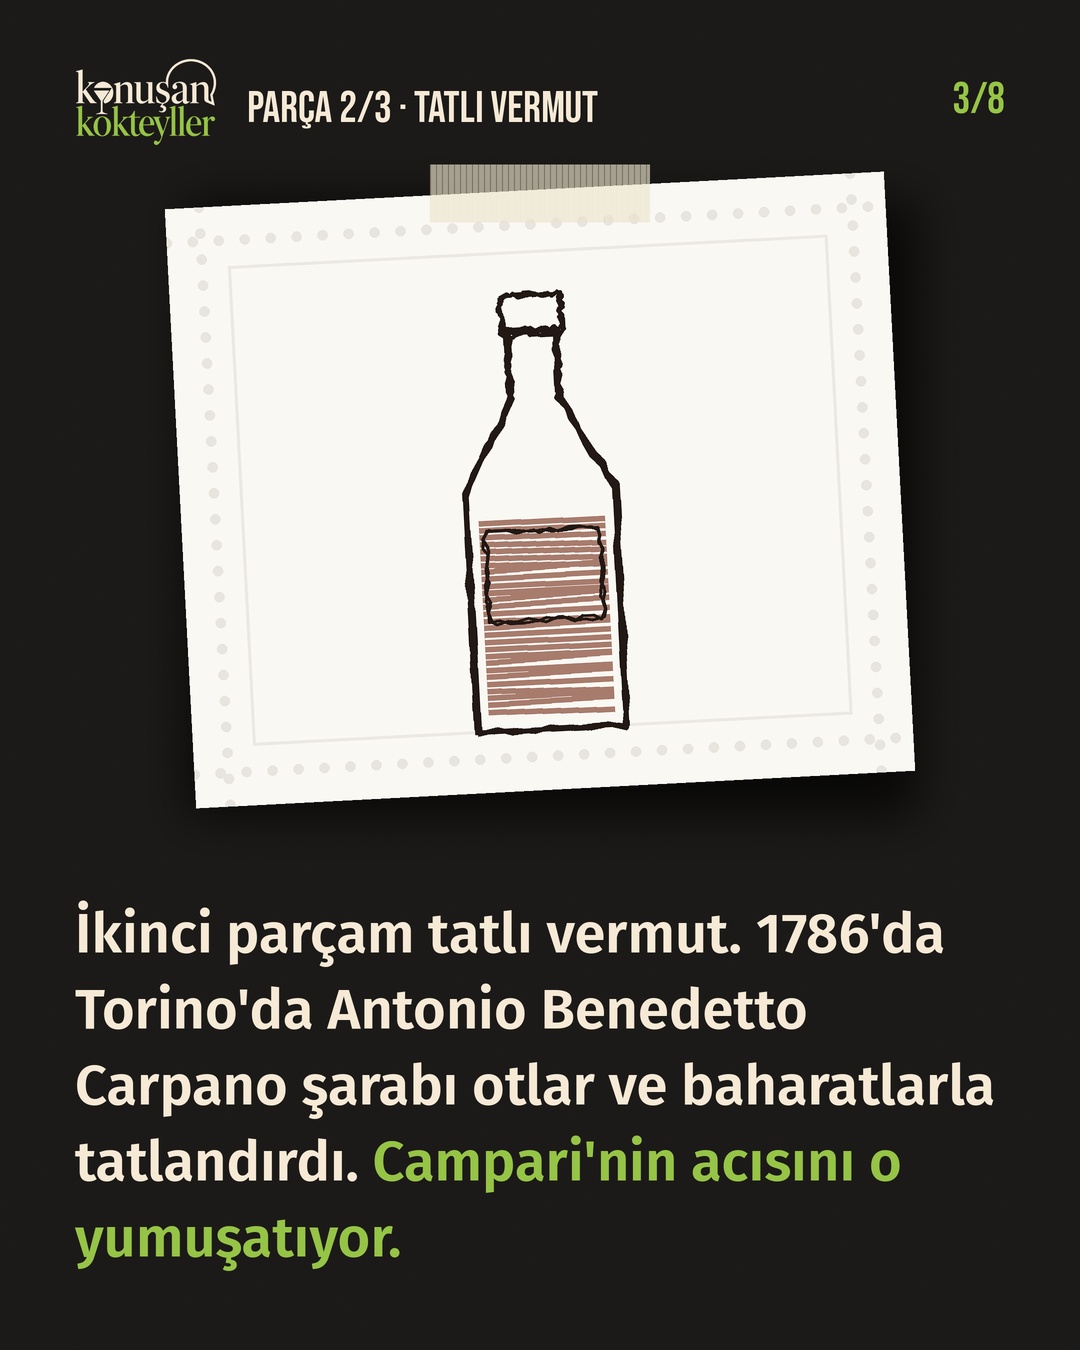 konuşan
kokteyller
PARÇA 2/3 · TATLI VERMUT
3/8
İkinci parçam tatlı vermut. 1786'da
Torino'da Antonio Benedetto
Carpano şarabı otlar ve baharatlarla
tatlandırdı. Campari'nin acısını o
yumuşatıyor.